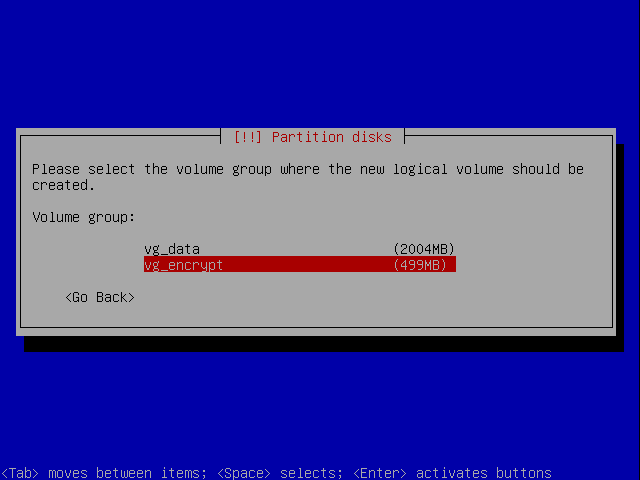 [!!] Partition disks
Please select the volume group where the new logical volume should be
created.
Volume group:
vg_data (2004MB)
vg_encrypt (499MB)
<Go Back>
<Tab> moves between items; <Space> selects; <Enter> activates buttons